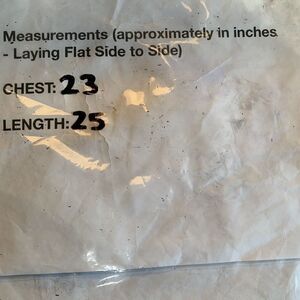 Measurements (approximately in inches
- Laying Flat Side to Side)
CHEST: 23
LENGTH: 25